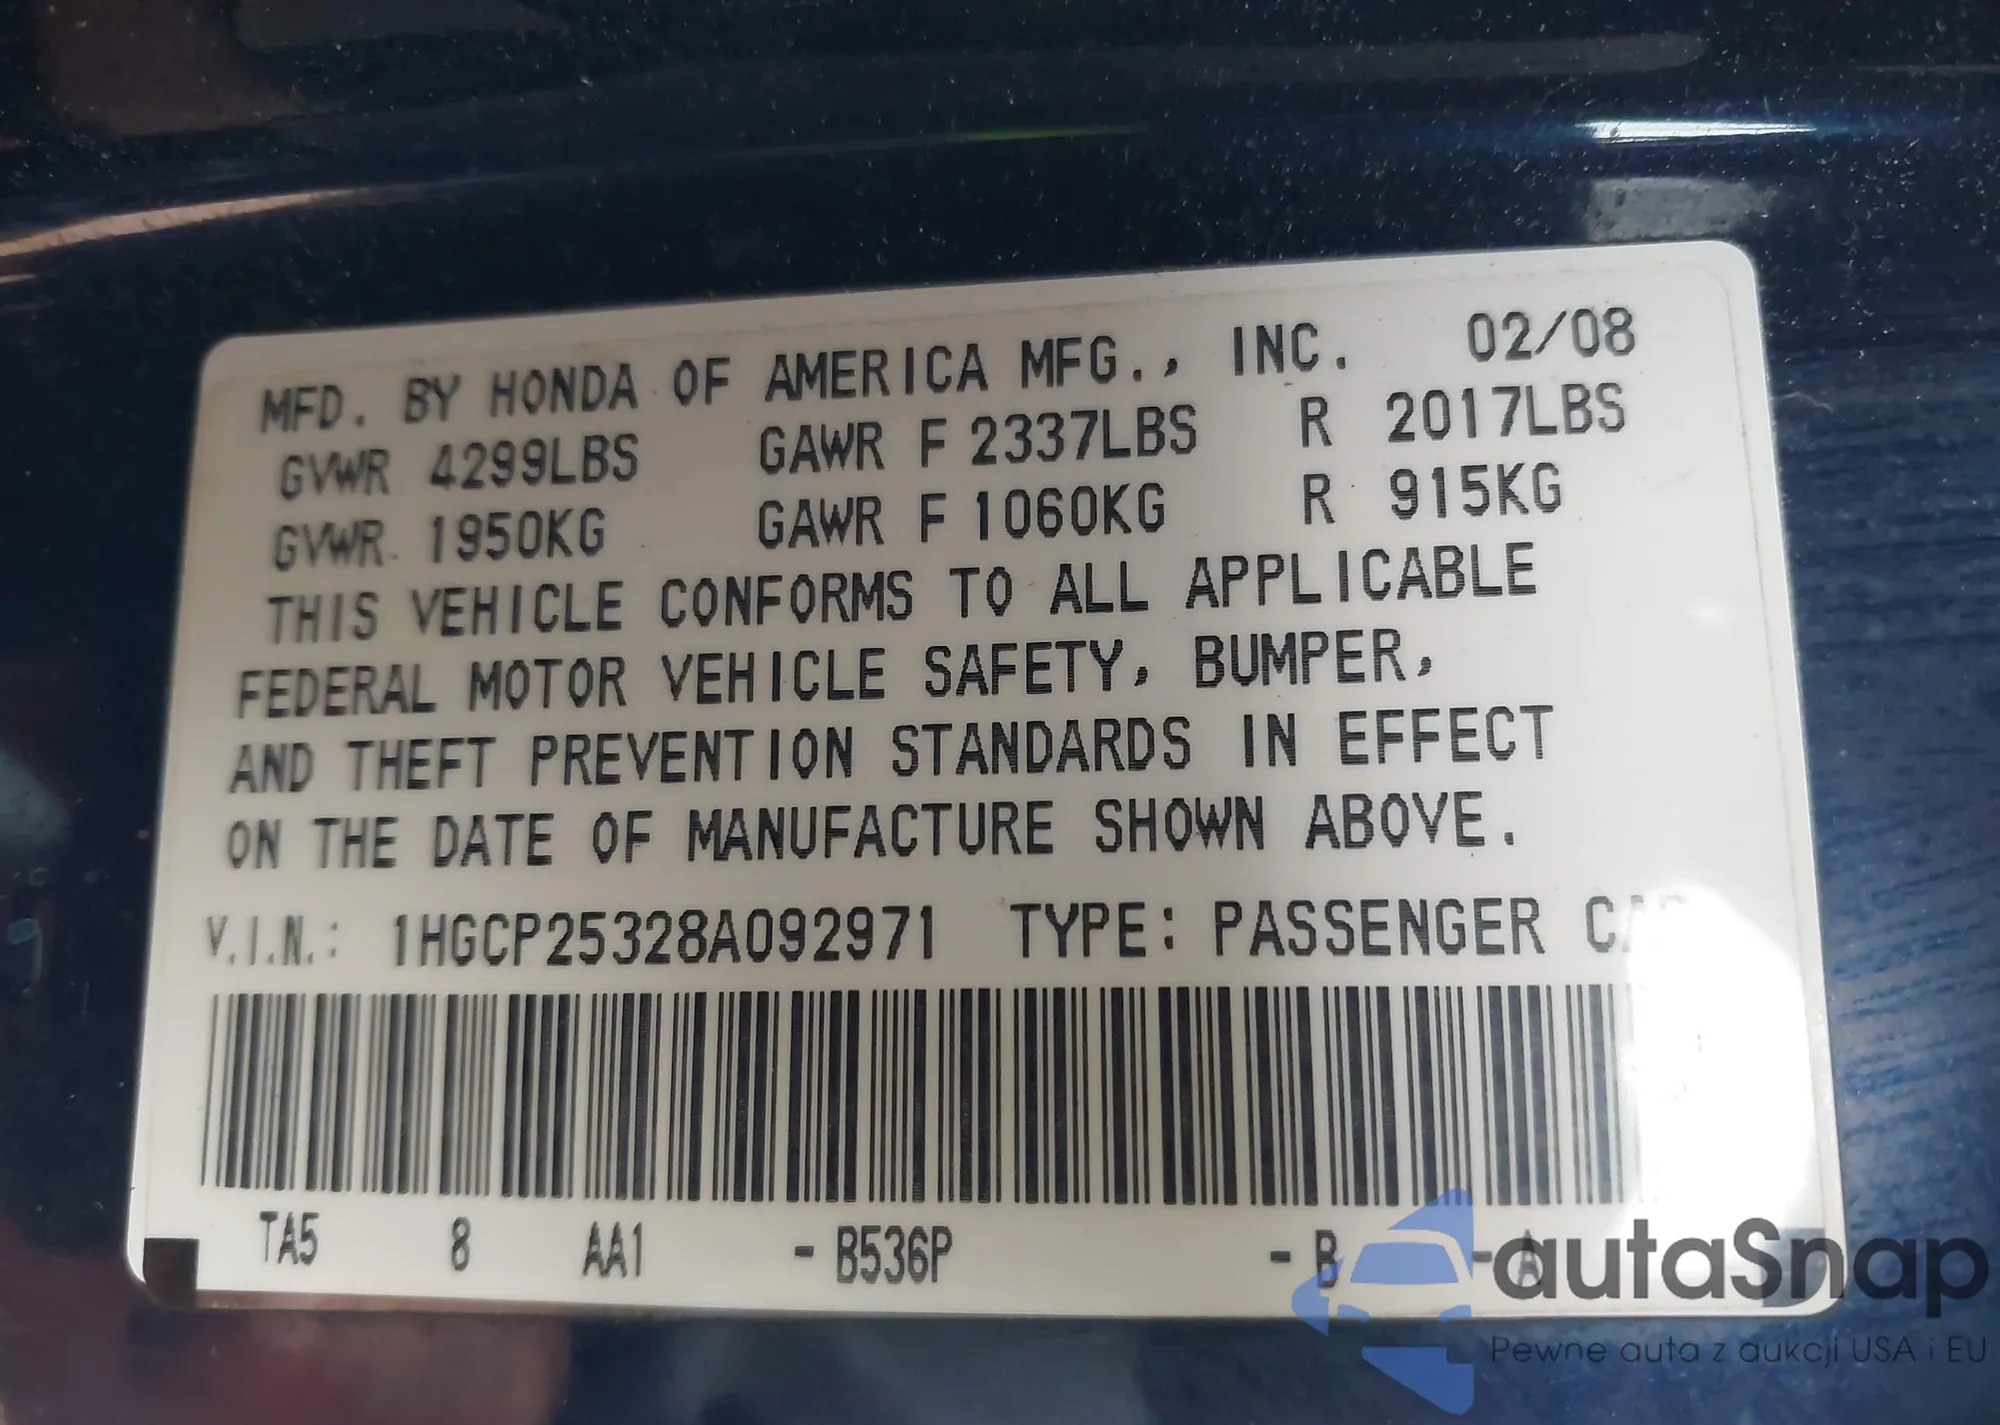 MFD. BY HONDA OF AMERICA MFG., INC. 02/08
GVWR 4299LBS GAWR F 2337LBS R 2017LBS
GVWR 1950KG GAWR F 1060KG R 915KG
THIS VEHICLE CONFORMS TO ALL APPLICABLE
FEDERAL MOTOR VEHICLE SAFETY, BUMPER,
AND THEFT PREVENTION STANDARDS IN EFFECT
ON THE DATE OF MANUFACTURE SHOWN ABOVE.
V.I.N.: 1HGCP25328A092971 TYPE: PASSENGER CAR
TA5 8 AA1 - B536P - B - A
autaSnap
Pewne auta z aukcji USA i EU